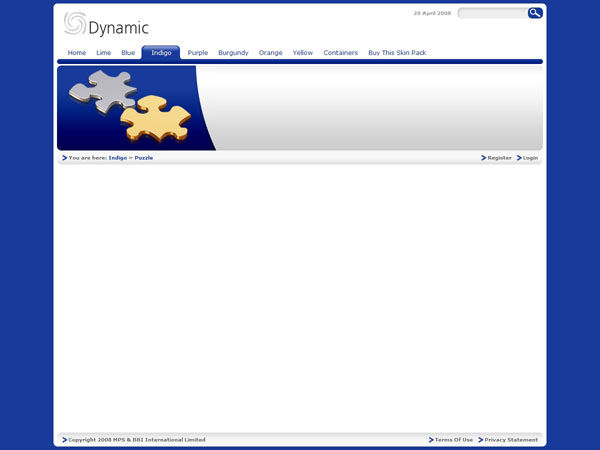 29 April 2008
Dynamic
Home Lime Blue Indigo Purple Burgundy Orange Yellow Containers Buy This Skin Pack
You are here: Indigo » Puzzle Register Login
Copyright 2008 MPS & BBI International Limited Terms Of Use Privacy Statement